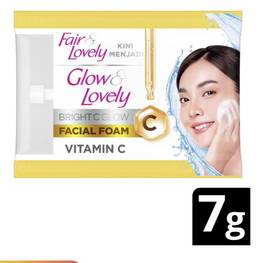 Fair & Lovely
KINI MENJADI
Glow & Lovely
BRIGHT C GLOW
FACIAL FOAM
C
VITAMIN C
7g